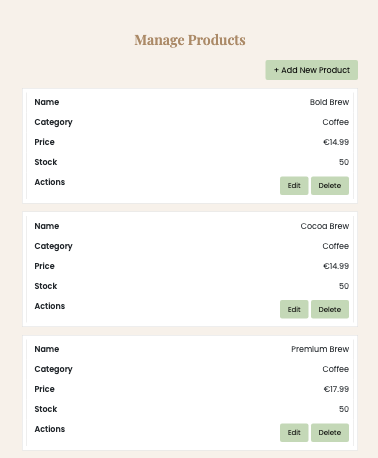 Manage Products
+ Add New Product
Name Bold Brew
Category Coffee
Price €14.99
Stock 50
Actions Edit Delete
Name Cocoa Brew
Category Coffee
Price €14.99
Stock 50
Actions Edit Delete
Name Premium Brew
Category Coffee
Price €17.99
Stock 50
Actions Edit Delete